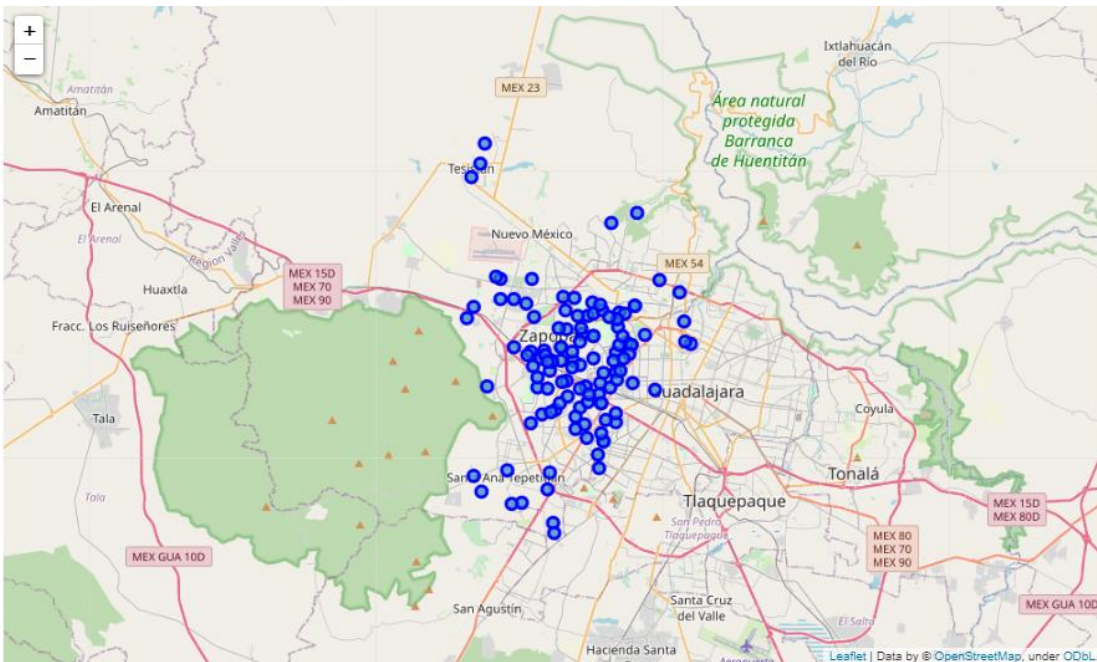 +
−
Ixtlahuacán
del Río
MEX 23
Amatitán
Amatitán
Área natural
protegida
Barranca
de Huentitán
El Arenal
El Arenal
Region Valles
Nuevo México
MEX 54
MEX 15D
MEX 70
MEX 90
Huaxtla
Fracc. Los Ruiseñores
Guadalajara
Coyula
Tala
Tala
Tonalá
Tlaquepaque
San Pedro
Tlaquepaque
MEX 15D
MEX 80D
MEX 80
MEX 70
MEX 90
MEX GUA 10D
San Agustín
Santa Cruz
del Valle
MEX GUA 10D
El Salto
Hacienda Santa
Leaflet | Data by © OpenStreetMap, under ODbL.